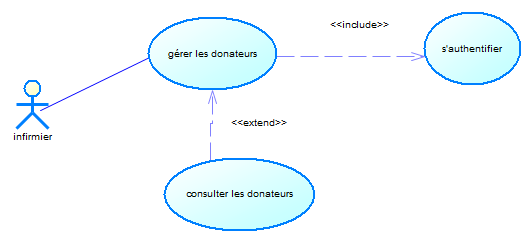 <<include>>
gérer les donateurs
s'authentifier
<<extend>>
infirmier
consulter les donateurs